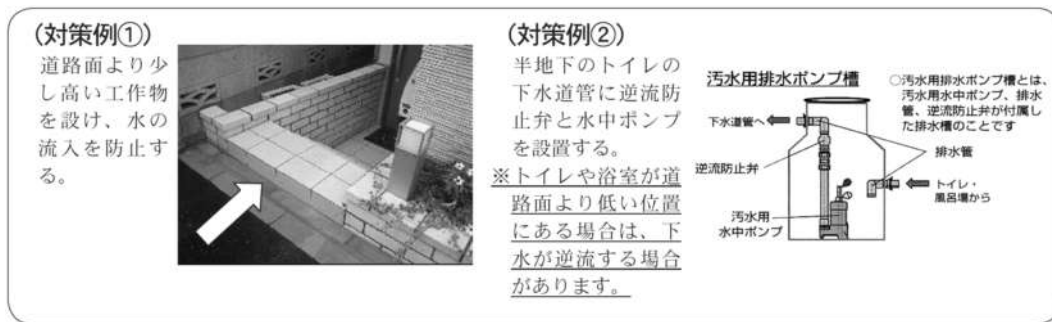 (対策例①)
道路面より少
し高い工作物
を設け、水の
流入を防止す
る。
(対策例②)
半地下のトイレの
下水道管に逆流防
止弁と水中ポンプ
を設置する。
※トイレや浴室が道
路面より低い位置
にある場合は、下
水が逆流する場合
があります。
汚水用排水ポンプ槽
○汚水用排水ポンプ槽とは、
汚水用水中ポンプ、排水
管、逆流防止弁が付属し
た排水槽のことです
下水道管へ
排水管
逆流防止弁
トイレ・
風呂場から
汚水用
水中ポンプ